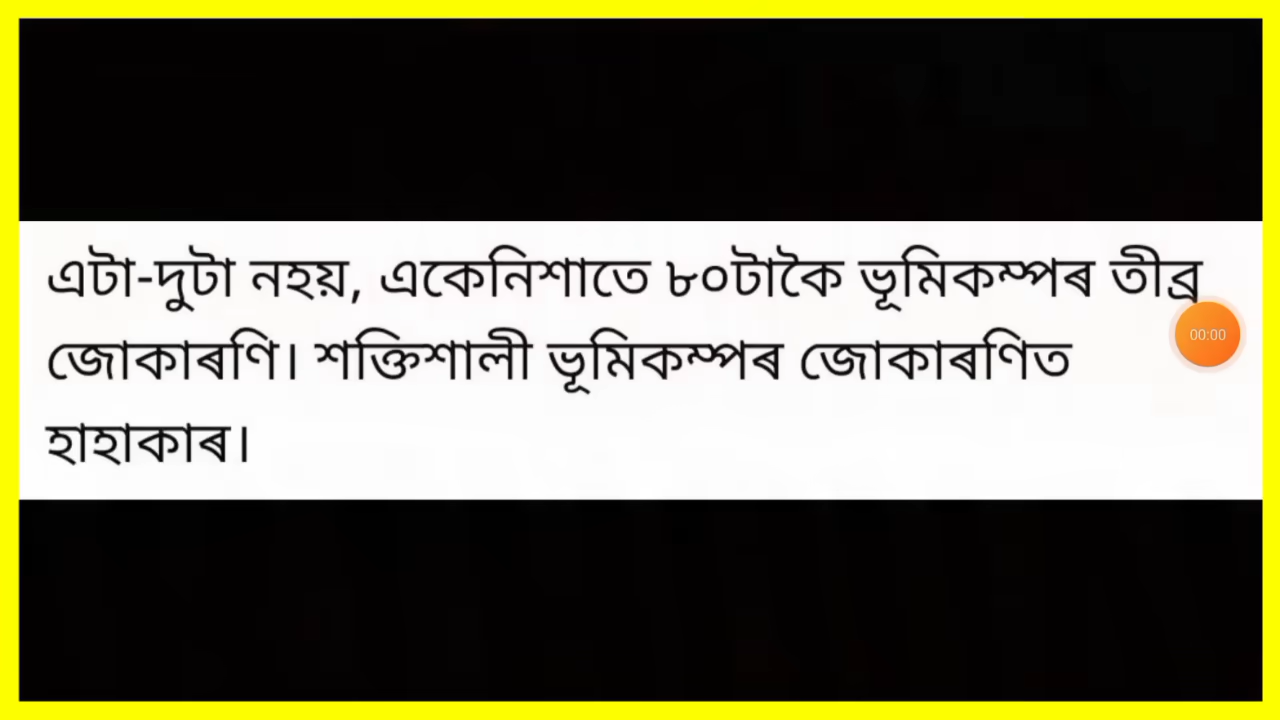 এটা-দুটা নহয়, একেনিশাতে ৮০টাকৈ ভূমিকম্পৰ তীব্ৰ
জোকাৰণি। শক্তিশালী ভূমিকম্পৰ জোকাৰণিত
হাহাকাৰ।
00:00